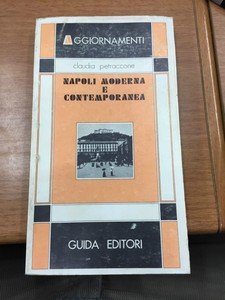 AGGIORNAMENTI
claudia petraccone
NAPOLI MODERNA
E
CONTEMPORANEA
GUIDA EDITORI